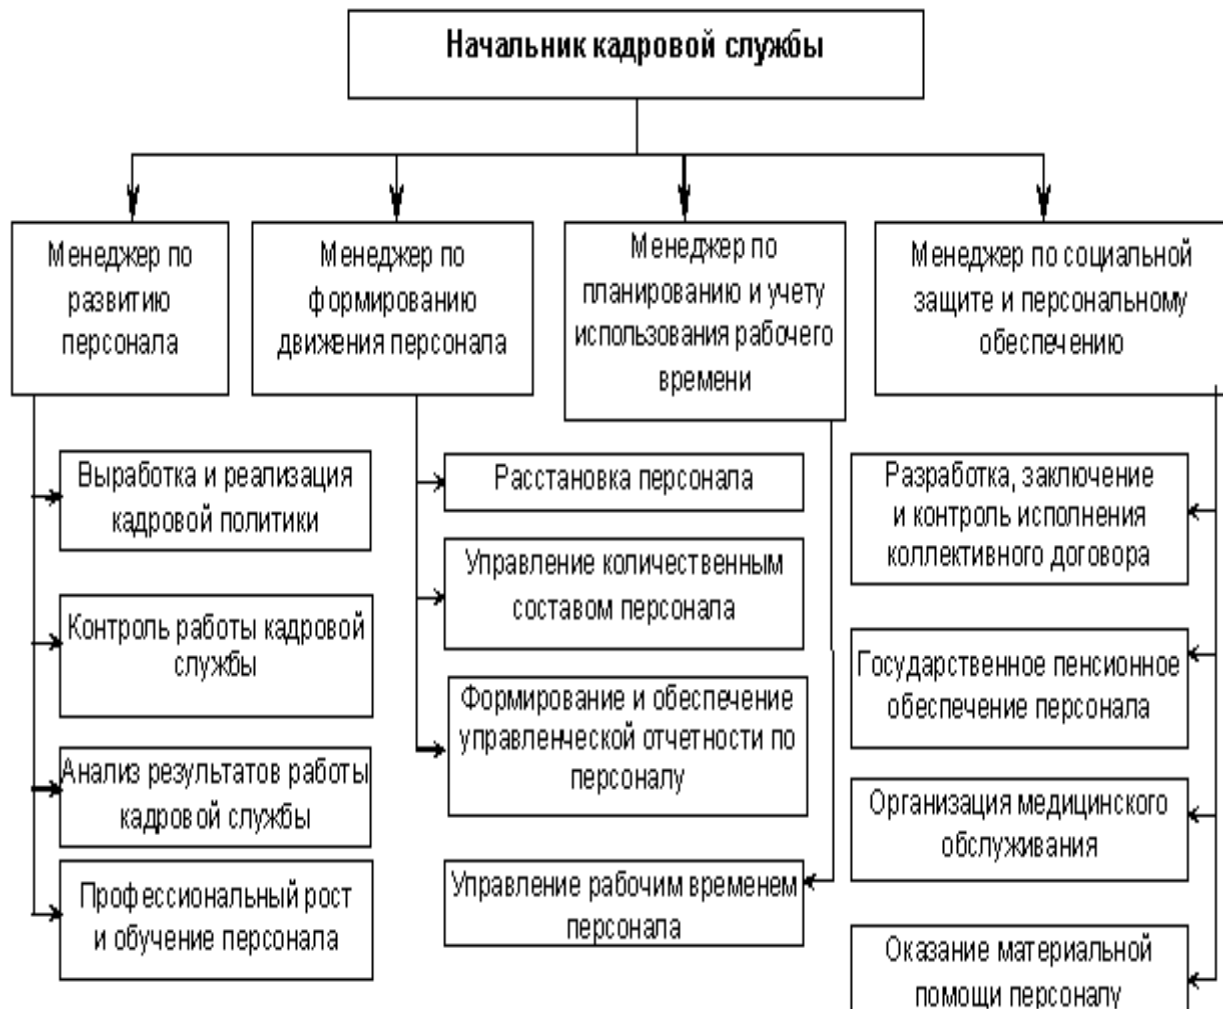 Начальник кадровой службы
Менеджер по
развитию
персонала
Менеджер по
формированию
движения персонала
Менеджер по
планированию и учету
использования рабочего
времени
Менеджер по социальной
защите и персональному
обеспечению
Выработка и реализация
кадровой политики
Контроль работы кадровой
службы
Анализ результатов работы
кадровой службы
Профессиональный рост
и обучение персонала
Расстановка персонала
Управление количественным
составом персонала
Формирование и обеспечение
управленческой отчетности по
персоналу
Управление рабочим временем
персонала
Разработка, заключение
и контроль исполнения
коллективного договора
Государственное пенсионное
обеспечение персонала
Организация медицинского
обслуживания
Оказание материальной
помощи персоналу